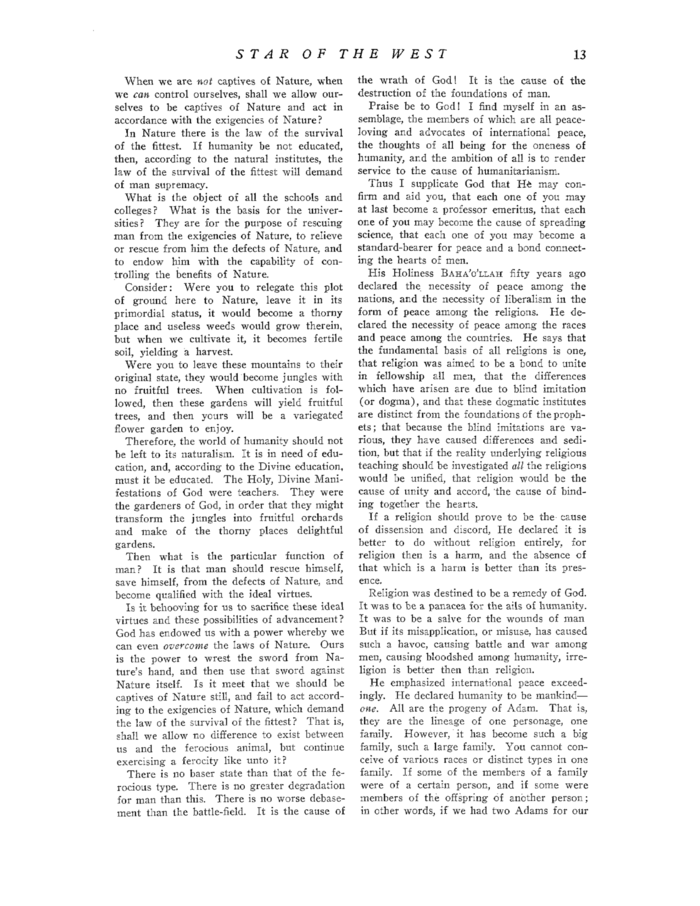 STAR OF THE WEST 13
When we are not captives of Nature, when
we can control ourselves, shall we allow our-
selves to be captives of Nature and act in
accordance with the exigencies of Nature?
In Nature there is the law of the survival
of the fittest. If humanity be not educated,
then, according to the natural institutes, the
law of the survival of the fittest will demand
of man supremacy.
What is the object of all the schools and
colleges? What is the basis for the univer-
sities? They are for the purpose of rescuing
man from the exigencies of Nature, to relieve
or rescue from him the defects of Nature, and
to endow him with the capability of con-
trolling the benefits of Nature.
Consider: Were you to relegate this plot
of ground here to Nature, leave it in its
primordial status, it would become a thorny
place and useless weeds would grow therein,
but when we cultivate it, it becomes fertile
soil, yielding a harvest.
Were you to leave these mountains to their
original state, they would become jungles with
no fruitful trees. When cultivation is fol-
lowed, then these gardens will yield fruitful
trees, and then yours will be a variegated
flower garden to enjoy.
Therefore, the world of humanity should not
be left to its naturalism. It is in need of edu-
cation, and, according to the Divine education,
must it be educated. The Holy, Divine Mani-
festations of God were teachers. They were
the gardeners of God, in order that they might
transform the jungles into fruitful orchards
and make of the thorny places delightful
gardens.
Then what is the particular function of
man? It is that man should rescue himself,
save himself, from the defects of Nature, and
become qualified with the ideal virtues.
Is it behooving for us to sacrifice these ideal
virtues and these possibilities of advancement?
God has endowed us with a power whereby we
can even overcome the laws of Nature. Ours
is the power to wrest the sword from Na-
ture's hand, and then use that sword against
Nature itself. Is it meet that we should be
captives of Nature still, and fail to act accord-
ing to the exigencies of Nature, which demand
the law of the survival of the fittest? That is,
shall we allow no difference to exist between
us and the ferocious animal, but continue
exercising a ferocity like unto it?
There is no baser state than that of the fe-
rocious type. There is no greater degradation
for man than this. There is no worse debase-
ment than the battle-field. It is the cause of
the wrath of God! It is the cause of the
destruction of the foundations of man.
Praise be to God! I find myself in an as-
semblage, the members of which are all peace-
loving and advocates of international peace,
the thoughts of all being for the oneness of
humanity, and the ambition of all is to render
service to the cause of humanitarianism.
Thus I supplicate God that He may con-
firm and aid you, that each one of you may
at last become a professor emeritus, that each
one of you may become the cause of spreading
science, that each one of you may become a
standard-bearer for peace and a bond connect-
ing the hearts of men.
His Holiness BAHA'O'LLAH fifty years ago
declared the necessity of peace among the
nations, and the necessity of liberalism in the
form of peace among the religions. He de-
clared the necessity of peace among the races
and peace among the countries. He says that
the fundamental basis of all religions is one,
that religion was aimed to be a bond to unite
in fellowship all men, that the differences
which have arisen are due to blind imitation
(or dogma), and that these dogmatic institutes
are distinct from the foundations of the proph-
ets; that because the blind imitations are va-
rious, they have caused differences and sedi-
tion, but that if the reality underlying religious
teaching should be investigated all the religions
would be unified, that religion would be the
cause of unity and accord, the cause of bind-
ing together the hearts.
If a religion should prove to be the cause
of dissension and discord, He declared it is
better to do without religion entirely, for
religion then is a harm, and the absence of
that which is a harm is better than its pres-
ence.
Religion was destined to be a remedy of God.
It was to be a panacea for the ails of humanity.
It was to be a salve for the wounds of man
But if its misapplication, or misuse, has caused
such a havoc, causing battle and war among
men, causing bloodshed among humanity, irre-
ligion is better then than religion.
He emphasized international peace exceed-
ingly. He declared humanity to be mankind—
one. All are the progeny of Adam. That is,
they are the lineage of one personage, one
family. However, it has become such a big
family, such a large family. You cannot con-
ceive of various races or distinct types in one
family. If some of the members of a family
were of a certain person, and if some were
members of the offspring of another person;
in other words, if we had two Adams for our